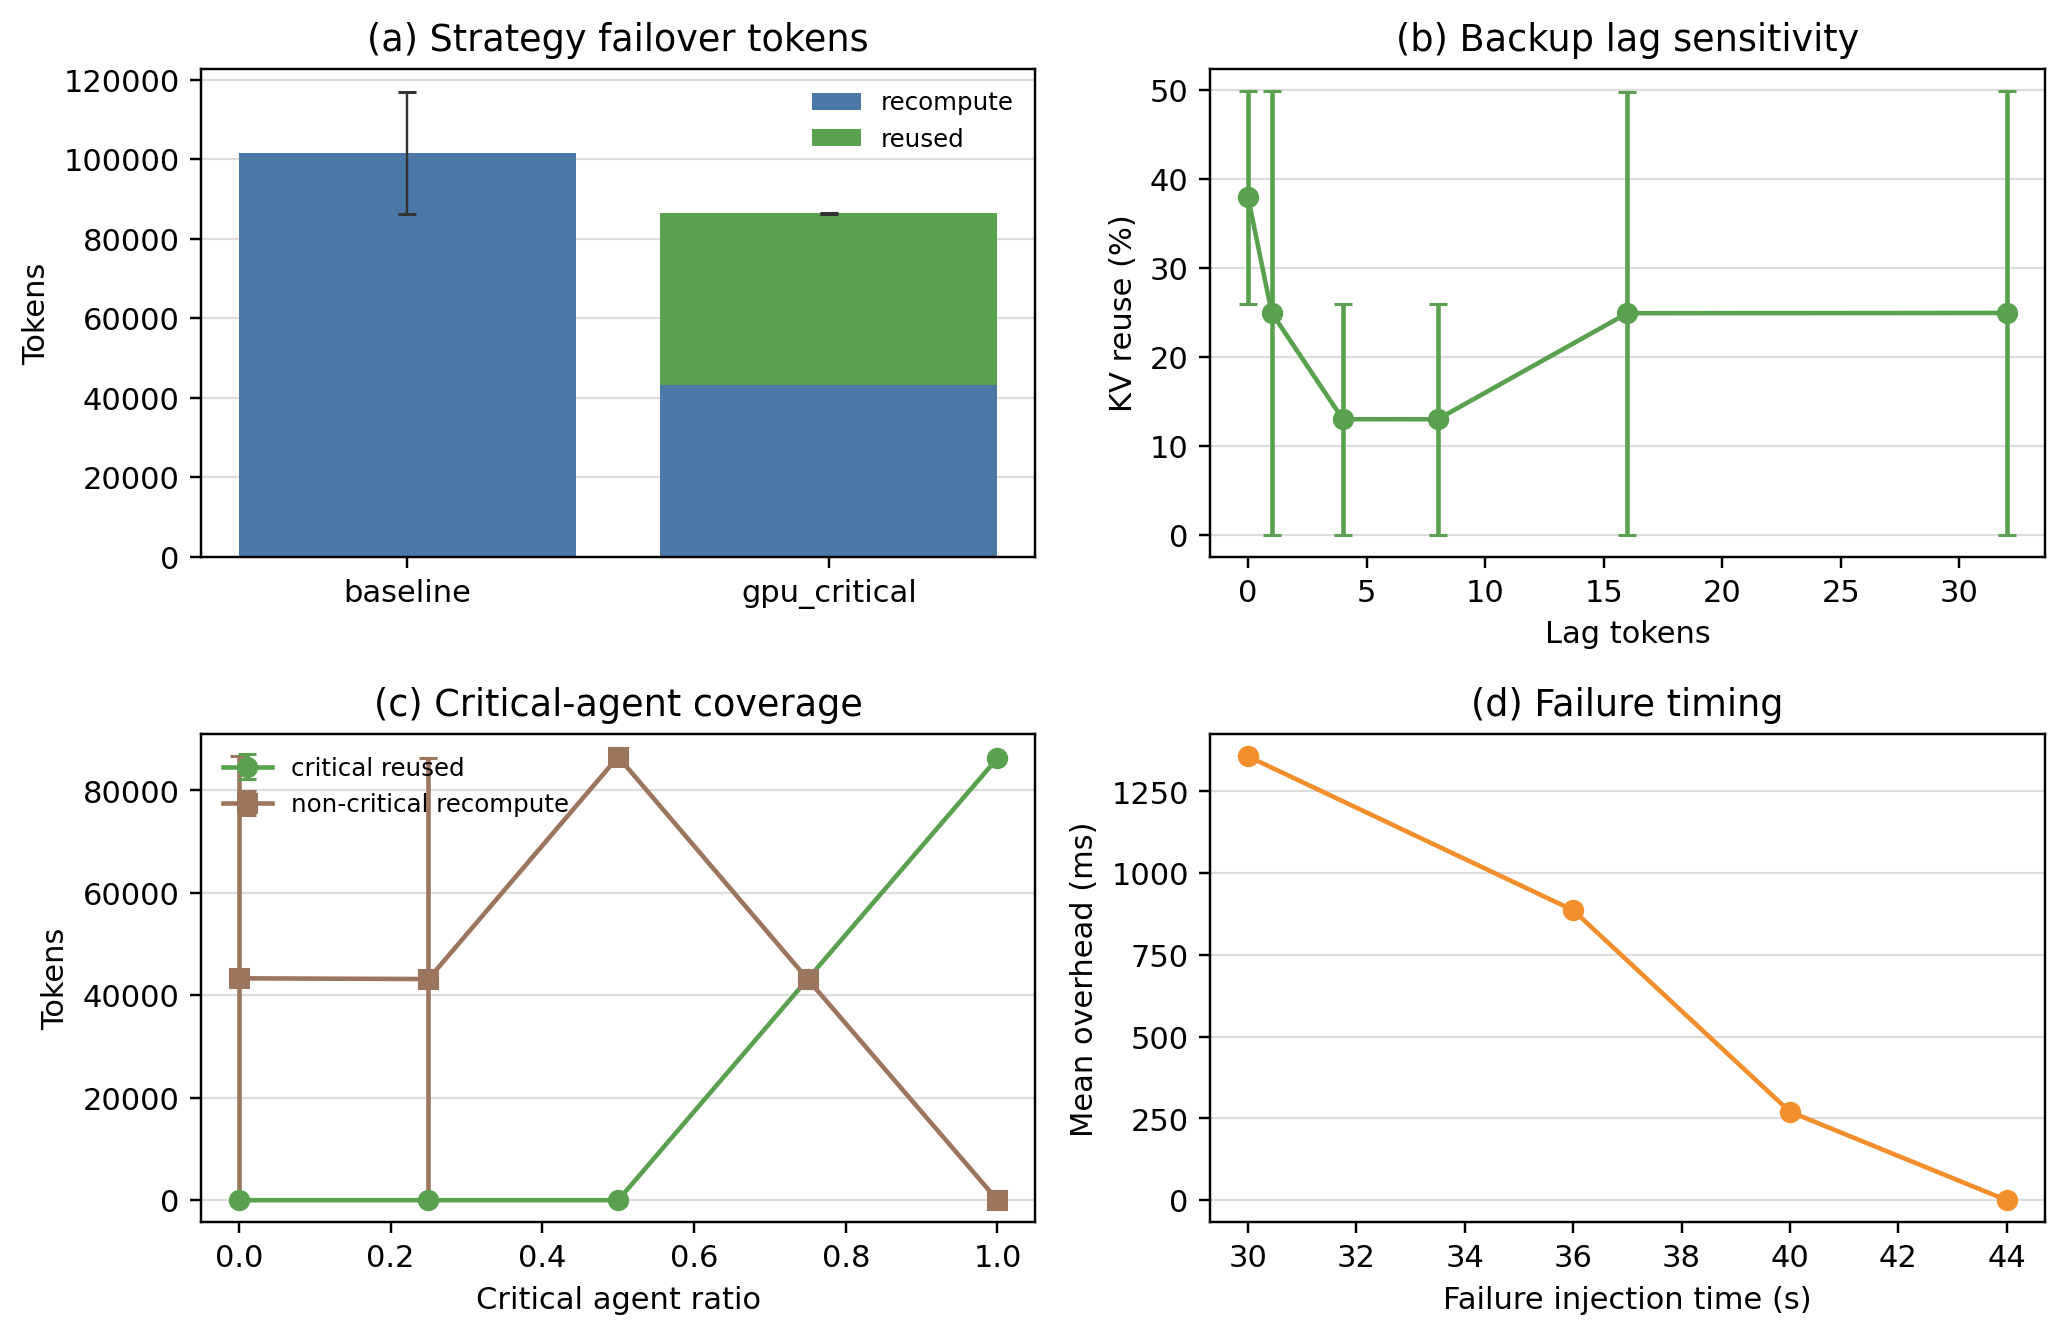 (a) Strategy failover tokens
120000
100000
80000
60000
40000
20000
0
Tokens
recompute
reused
baseline
gpu_critical
(b) Backup lag sensitivity
50
40
30
20
10
0
KV reuse (%)
0 5 10 15 20 25 30
Lag tokens
(c) Critical-agent coverage
80000
60000
40000
20000
0
Tokens
critical reused
non-critical recompute
0.0 0.2 0.4 0.6 0.8 1.0
Critical agent ratio
(d) Failure timing
1250
1000
750
500
250
0
Mean overhead (ms)
30 32 34 36 38 40 42 44
Failure injection time (s)